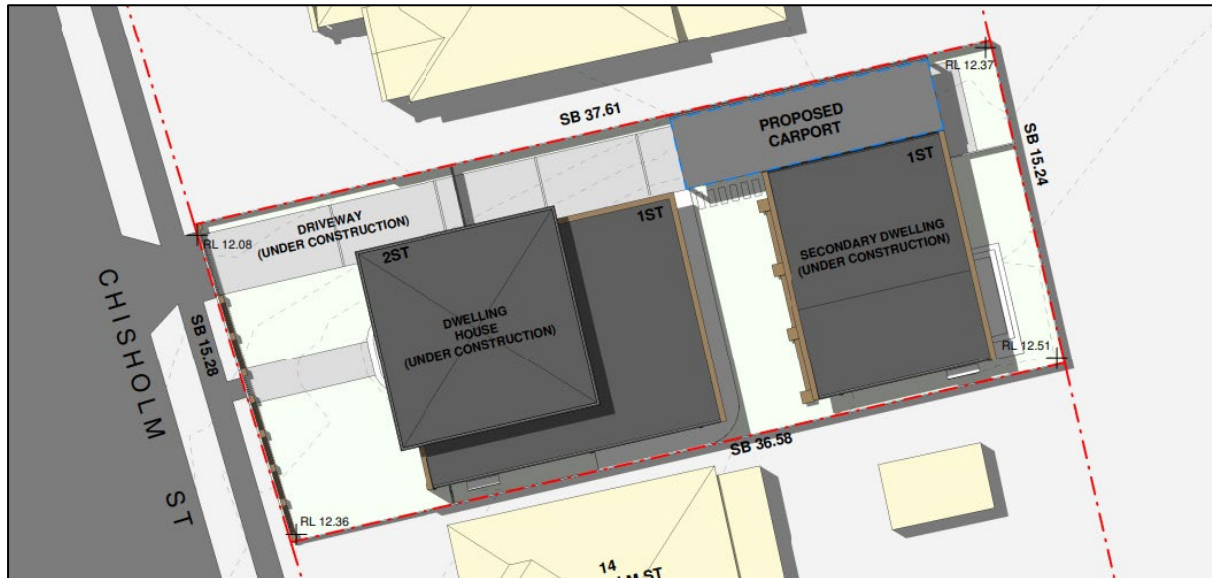 RL 12.37
SB 37.61
PROPOSED
CARPORT
SB 15.24
1ST
DRIVEWAY
(UNDER CONSTRUCTION)
RL 12.08
1ST
2ST
SECONDARY DWELLING
(UNDER CONSTRUCTION)
DWELLING
HOUSE
(UNDER CONSTRUCTION)
CHISHOLM ST
SB 15.28
RL 12.51
SB 36.58
RL 12.36
14
M ST